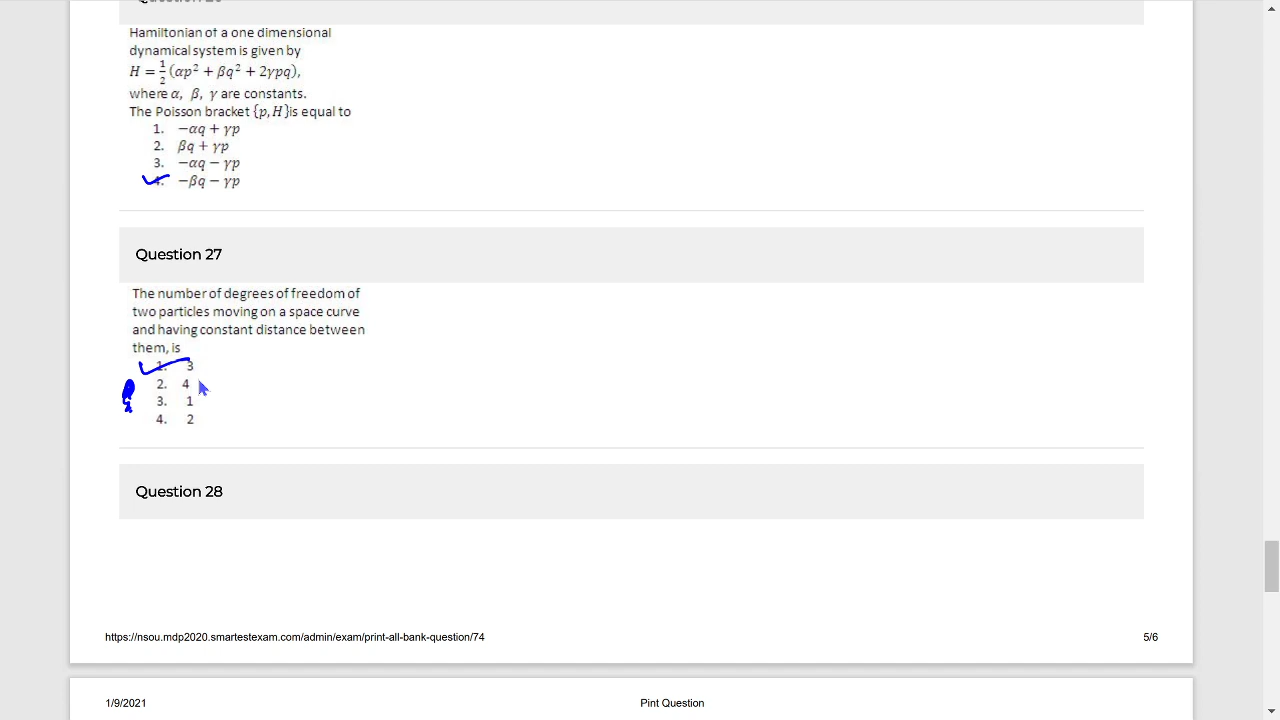 Hamiltonian of a one dimensional
dynamical system is given by
H = 1/2 (αp² + βq² + 2γpq),
where α, β, γ are constants.
The Poisson bracket {p, H}is equal to
1. −αq + γp
2. βq + γp
3. −αq − γp
−βq − γp
Question 27
The number of degrees of freedom of
two particles moving on a space curve
and having constant distance between
them, is
1. 3
2. 4
3. 1
4. 2
Question 28
https://nsou.mdp2020.smartestexam.com/admin/exam/print-all-bank-question/74
5/6
1/9/2021
Pint Question